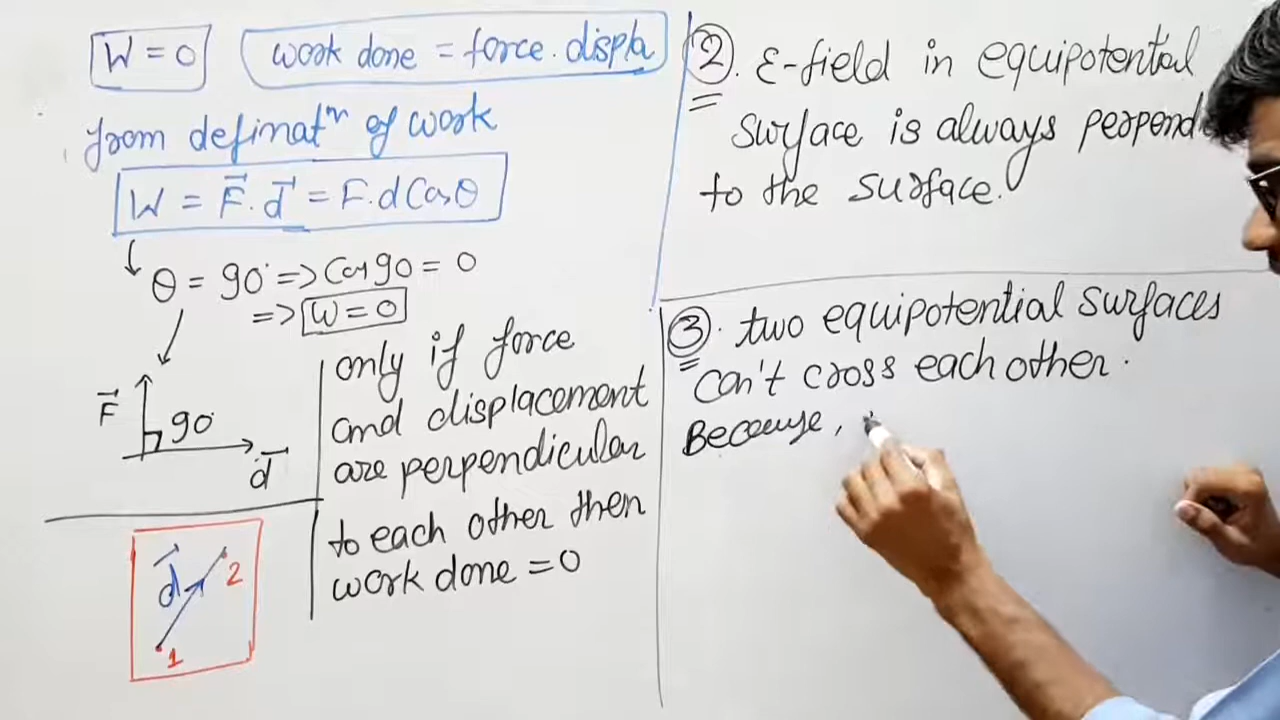 W = 0
work done = force . displa
from definatⁿ of work
W = F⃗ . d⃗ = F.d Cosθ
θ = 90° => Cos 90 = 0
=> W = 0
F⃗
90°
d⃗
only if force
and displacement
are perpendicular
to each other then
work done = 0
d⃗
2
1
2. E-field in equipotential
surface is always perpend
to the surface.
3. two equipotential surfaces
can't cross each other.
Because,